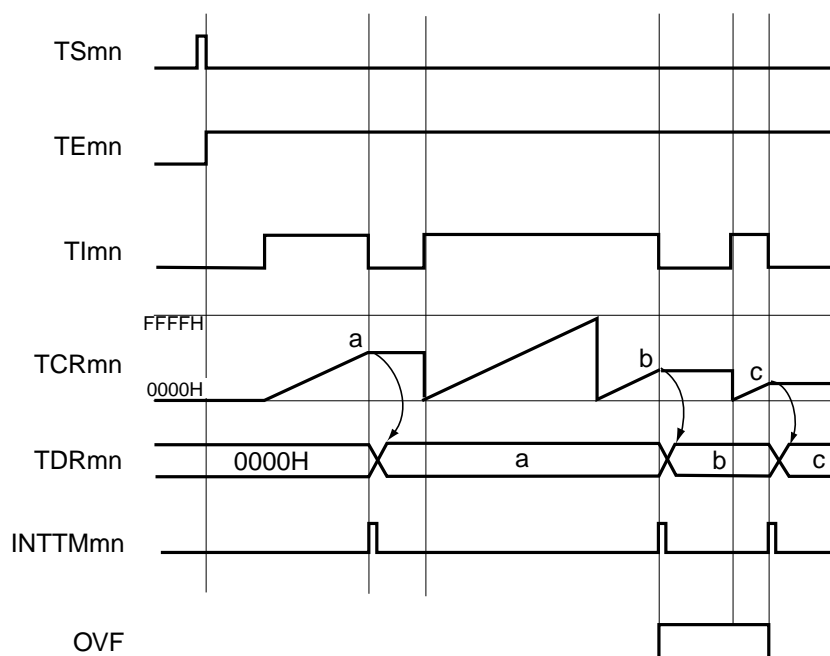 TSmn
TEmn
TImn
FFFFH
a
b
c
TCRmn
0000H
TDRmn
0000H
a
b
c
INTTMmn
OVF